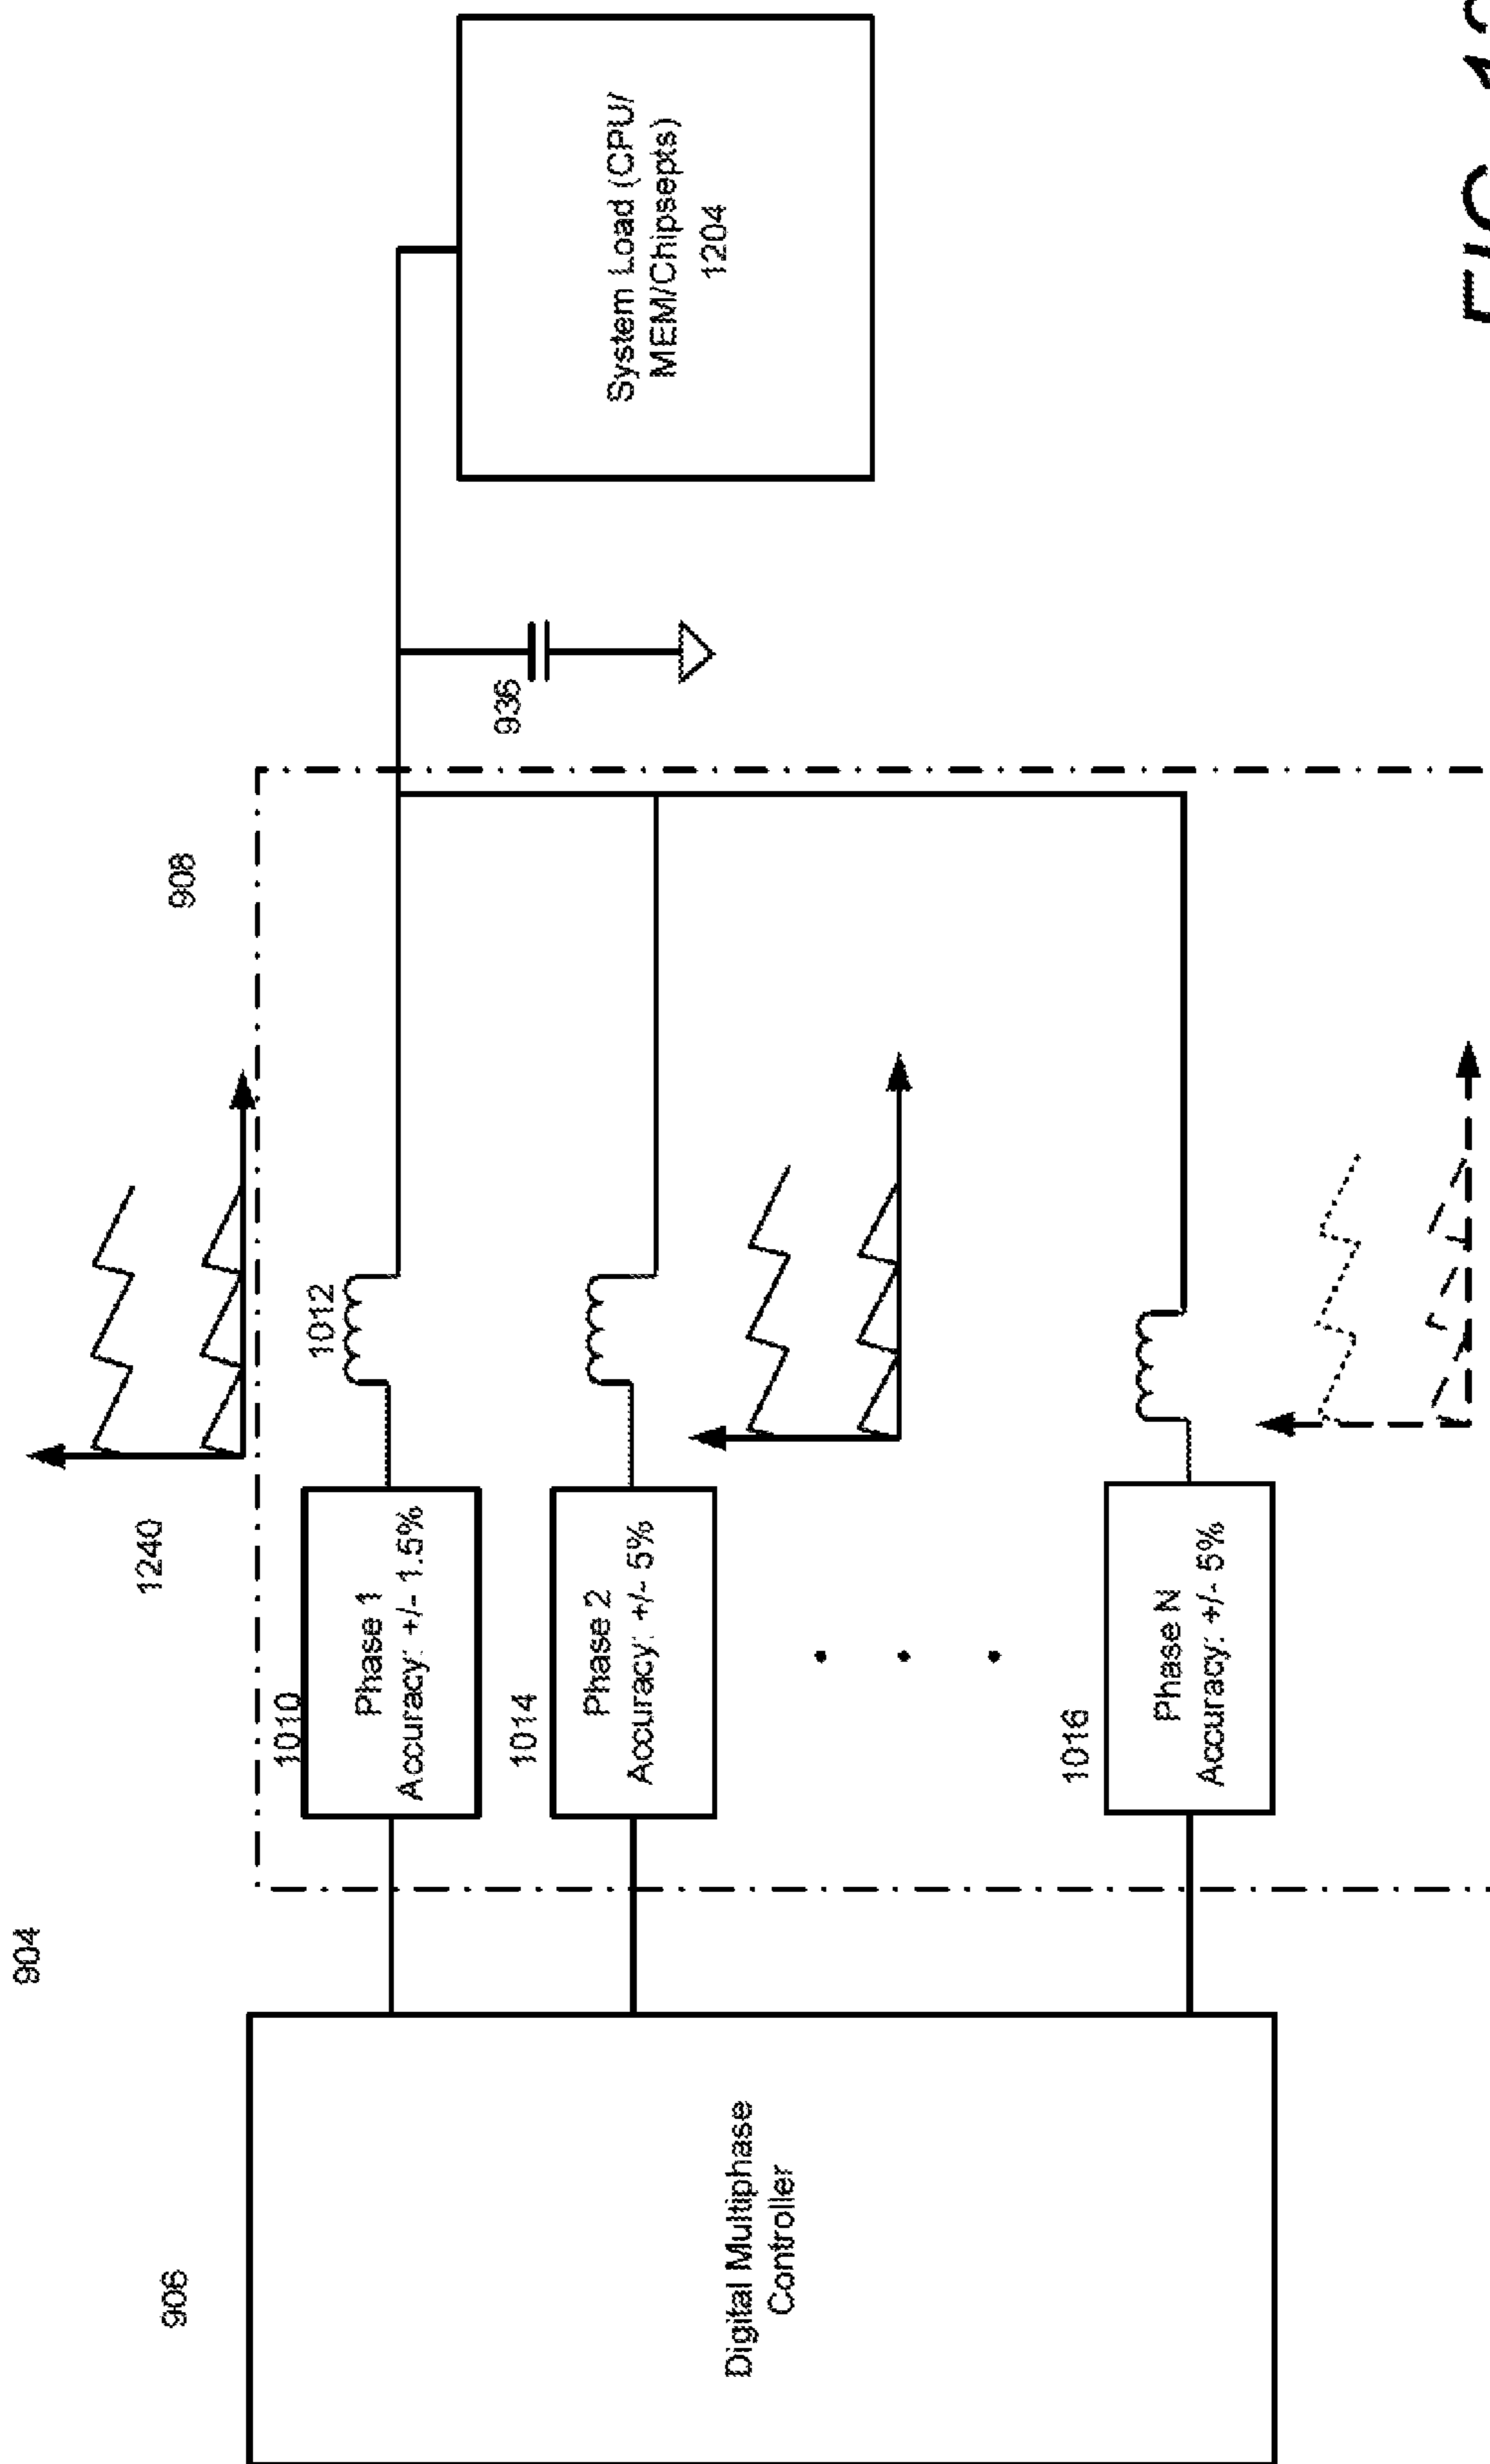 904
906
Digital Multiphase
Controller
908
1240
1010
Phase 1
Accuracy: +/- 1.5%
1012
1014
Phase 2
Accuracy: +/- 5%
1016
Phase N
Accuracy: +/- 5%
936
System Load (CPU/
MEM/Chipsepts)
1204
FIG.